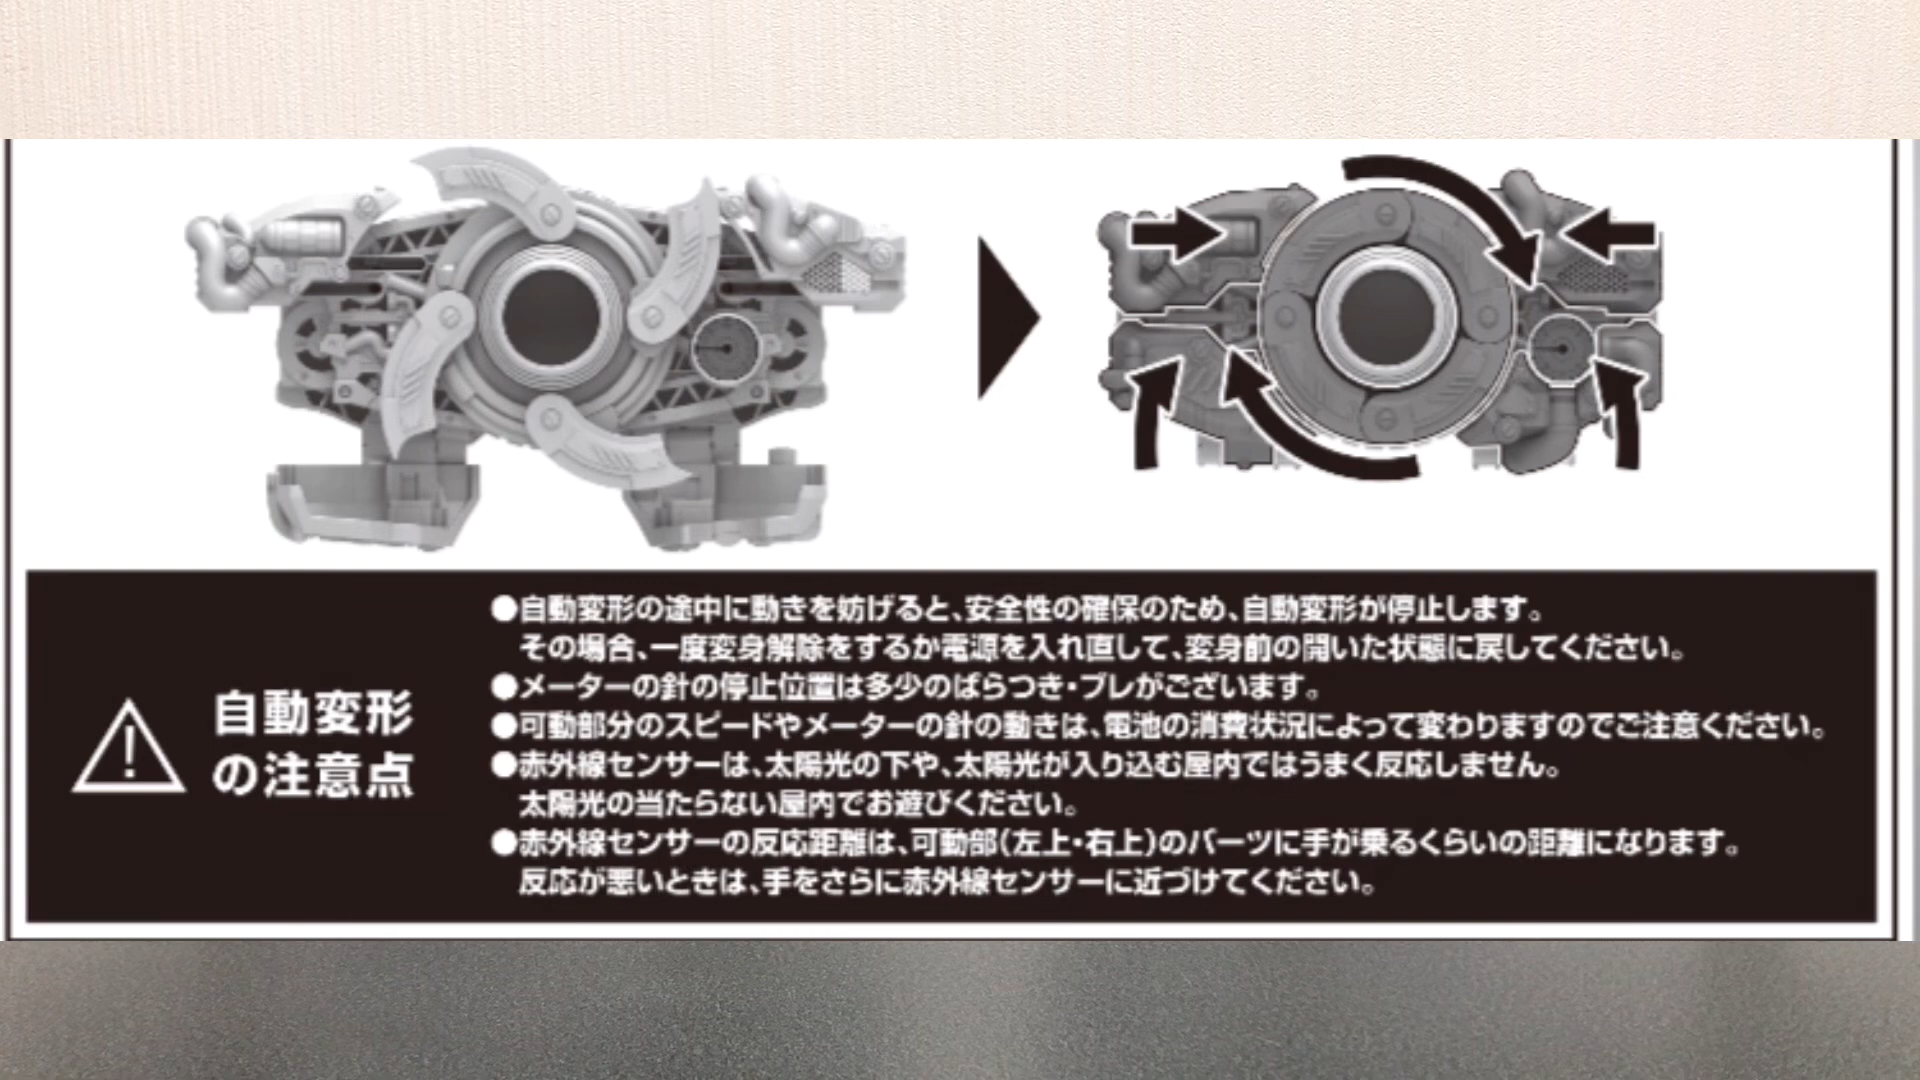 自動変形
の注意点
●自動変形の途中に動きを妨げると、安全性の確保のため、自動変形が停止します。
その場合、一度変身解除をするか電源を入れ直して、変身前の開いた状態に戻してください。
●メーターの針の停止位置は多少のばらつき・ブレがございます。
●可動部分のスピードやメーターの針の動きは、電池の消費状況によって変わりますのでご注意ください。
●赤外線センサーは、太陽光の下や、太陽光が入り込む屋内ではうまく反応しません。
太陽光の当たらない屋内でお遊びください。
●赤外線センサーの反応距離は、可動部(左上・右上)のパーツに手が乗るくらいの距離になります。
反応が悪いときは、手をさらに赤外線センサーに近づけてください。